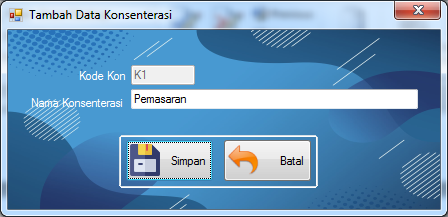 Tambah Data Konsenterasi
Kode Kon K1
Nama Konsenterasi Pemasaran
Simpan Batal